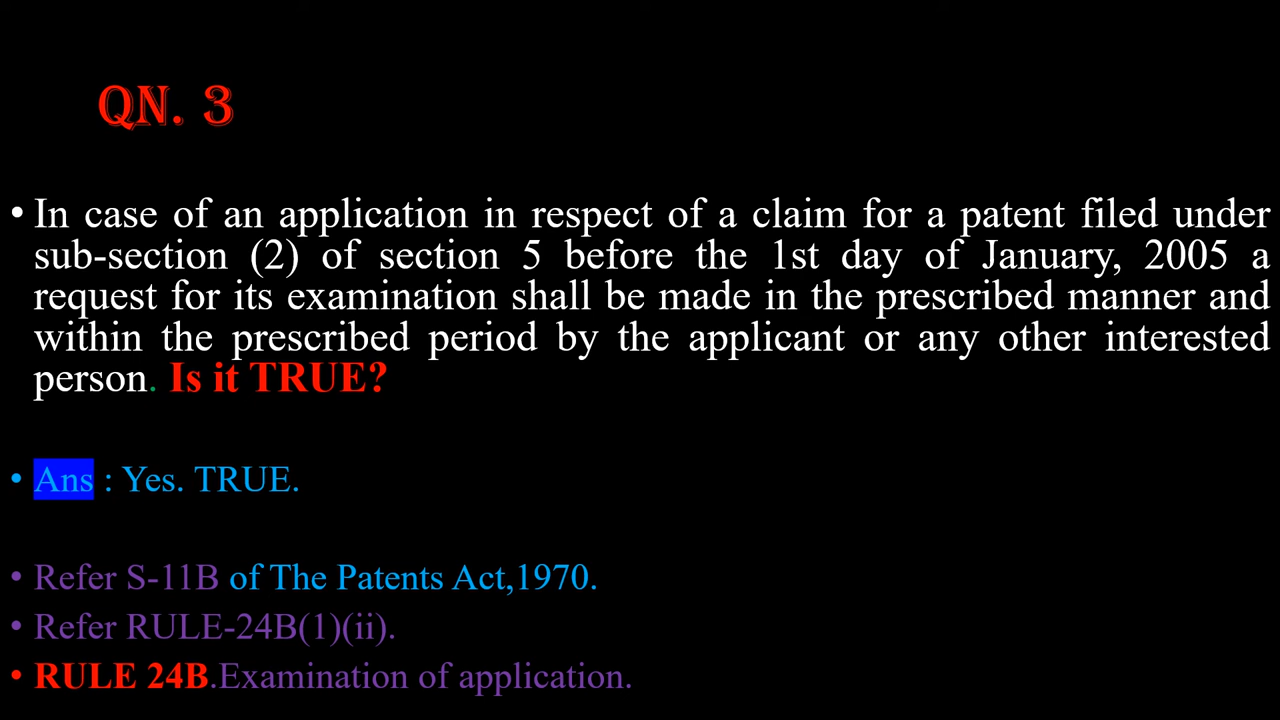 QN. 3
• In case of an application in respect of a claim for a patent filed under
sub-section (2) of section 5 before the 1st day of January, 2005 a
request for its examination shall be made in the prescribed manner and
within the prescribed period by the applicant or any other interested
person. Is it TRUE?
• Ans : Yes. TRUE.
• Refer S-11B of The Patents Act,1970.
• Refer RULE-24B(1)(ii).
• RULE 24B.Examination of application.